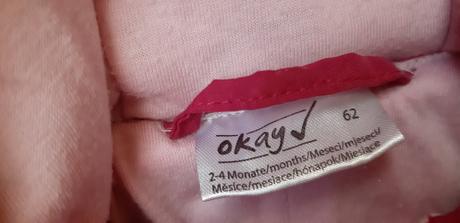 okay✓ 62
2-4 Monate/months/Meseci/mjeseci/
Měsíce/mesiace/hónapok/Miesiące